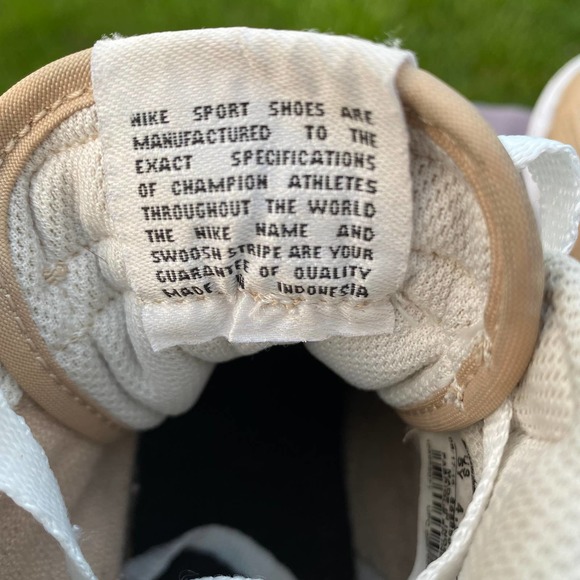 NIKE SPORT SHOES ARE
MANUFACTURED TO THE
EXACT SPECIFICATIONS
OF CHAMPION ATHLETES
THROUGHOUT THE WORLD
THE NIKE NAME AND
SWOOSH STRIPE ARE YOUR
GUARANTEE OF QUALITY
MADE IN INDONESIA